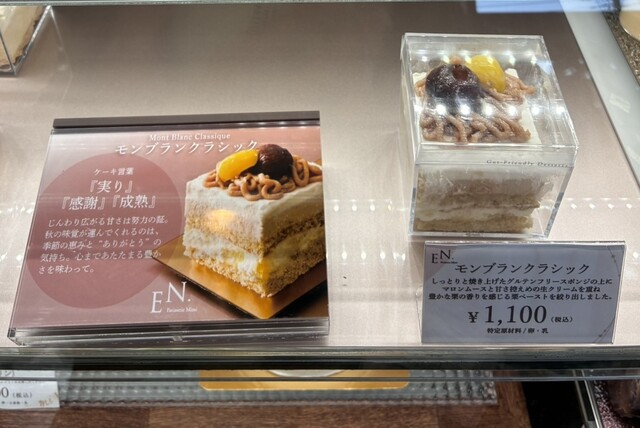 Mont Blanc Classique
モンブランクラシック
ケーキ言葉
『実り』
『感謝』『成熟』
じんわり広がる甘さは努力の証。
秋の味覚が運んでくれるのは、
季節の恵みと“ありがとう”の
気持ち。心まであたたまる豊か
さを味わって。
EN.
Gut-Friendly Desserts
EN.
モンブランクラシック
しっとりと焼き上げたグルテンフリースポンジの上に
マロンムースと甘さ控えめの生クリームを重ね
豊かな栗の香りを感じる栗ペーストを絞り出しました。
¥1,100(税込)
特定原材料/卵・乳